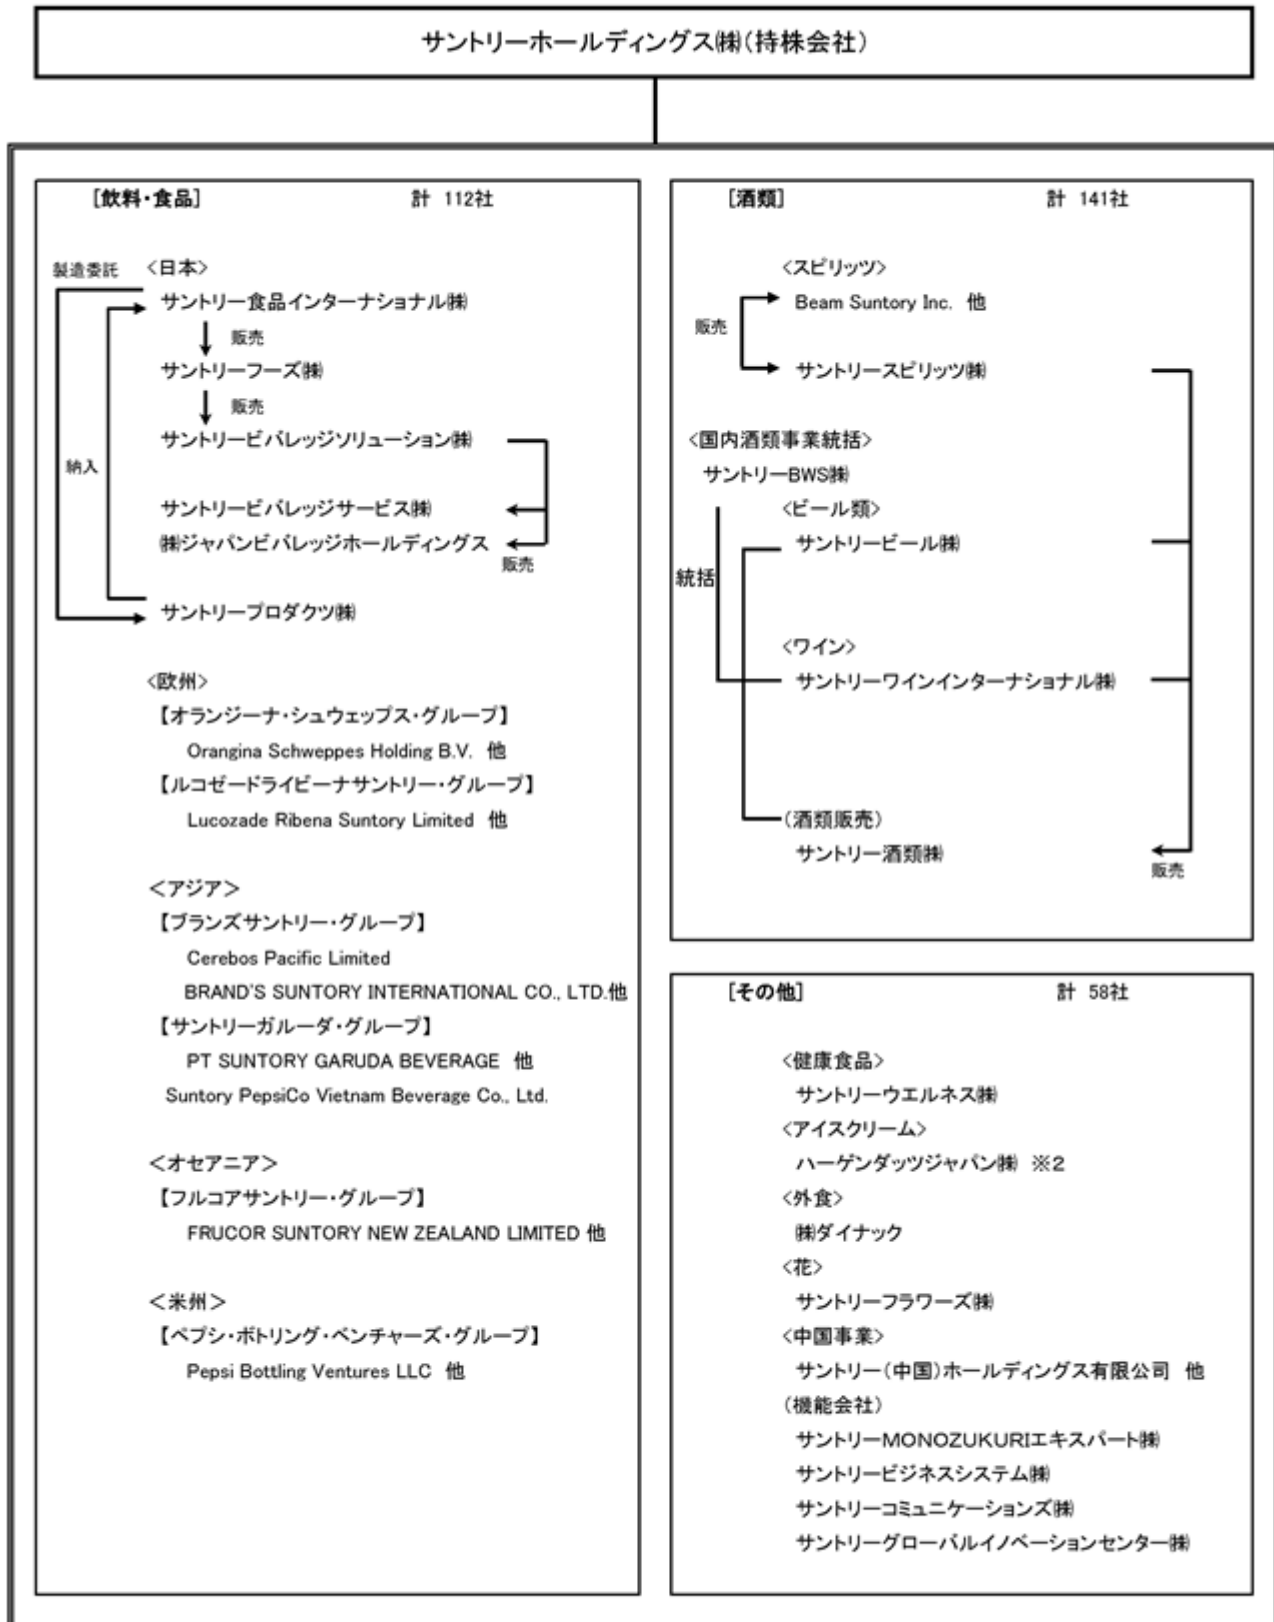 サントリーホールディングス㈱(持株会社)
[飲料・食品] 計 112社
製造委託 <日本>
サントリー食品インターナショナル㈱
販売
サントリーフーズ㈱
販売
サントリービバレッジソリューション㈱
納入
サントリービバレッジサービス㈱
㈱ジャパンビバレッジホールディングス
販売
サントリープロダクツ㈱
<欧州>
【オランジーナ・シュウェップス・グループ】
Orangina Schweppes Holding B.V. 他
【ルコゼードライビーナサントリー・グループ】
Lucozade Ribena Suntory Limited 他
<アジア>
【ブランズサントリー・グループ】
Cerebos Pacific Limited
BRAND'S SUNTORY INTERNATIONAL CO., LTD.他
【サントリーガルーダ・グループ】
PT SUNTORY GARUDA BEVERAGE 他
Suntory PepsiCo Vietnam Beverage Co., Ltd.
<オセアニア>
【フルコアサントリー・グループ】
FRUCOR SUNTORY NEW ZEALAND LIMITED 他
<米州>
【ペプシ・ボトリング・ベンチャーズ・グループ】
Pepsi Bottling Ventures LLC 他
[酒類] 計 141社
<スピリッツ>
Beam Suntory Inc. 他
販売
サントリースピリッツ㈱
<国内酒類事業統括>
サントリーBWS㈱
<ビール類>
サントリービール㈱
統括
<ワイン>
サントリーワインインターナショナル㈱
(酒類販売)
サントリー酒類㈱
販売
[その他] 計 58社
<健康食品>
サントリーウエルネス㈱
<アイスクリーム>
ハーゲンダッツジャパン㈱ ※2
<外食>
㈱ダイナック
<花>
サントリーフラワーズ㈱
<中国事業>
サントリー(中国)ホールディングス有限公司 他
(機能会社)
サントリーMONOZUKURIエキスパート㈱
サントリービジネスシステム㈱
サントリーコミュニケーションズ㈱
サントリーグローバルイノベーションセンター㈱